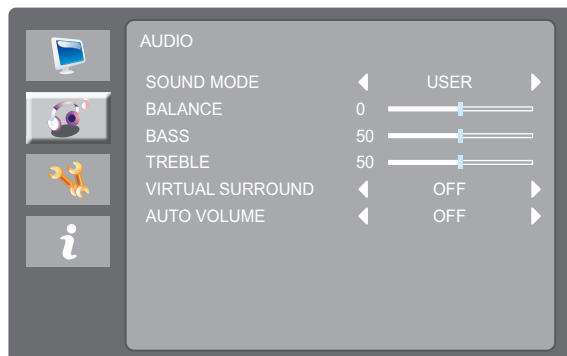 AUDIO
SOUND MODE USER
BALANCE 0
BASS 50
TREBLE 50
VIRTUAL SURROUND OFF
AUTO VOLUME OFF
i